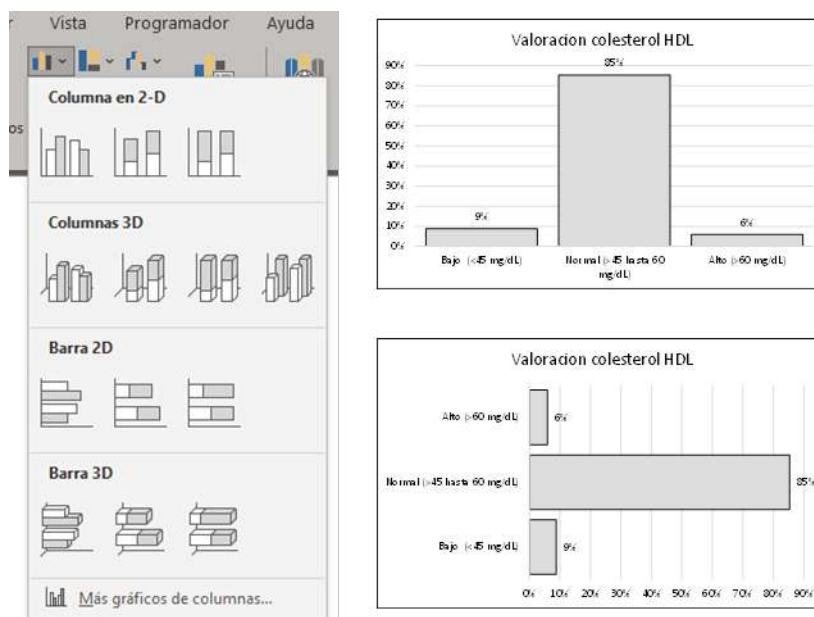 Vista Programador Ayuda
os
Columna en 2-D
Columnas 3D
Barra 2D
Barra 3D
Más gráficos de columnas...
Valoracion colesterol HDL
90%
80%
70%
60%
50%
40%
30%
20%
10%
0%
9%
85%
6%
Bajo (<45 mg/dL)
Normal (>45 hasta 60
mg/dL)
Alto (>60 mg/dL)
Valoracion colesterol HDL
Alto (>60 mg/dL)
6%
Normal (>45 hasta 60 mg/dL)
85%
Bajo (<45 mg/dL)
9%
0% 10% 20% 30% 40% 50% 60% 70% 80% 90%